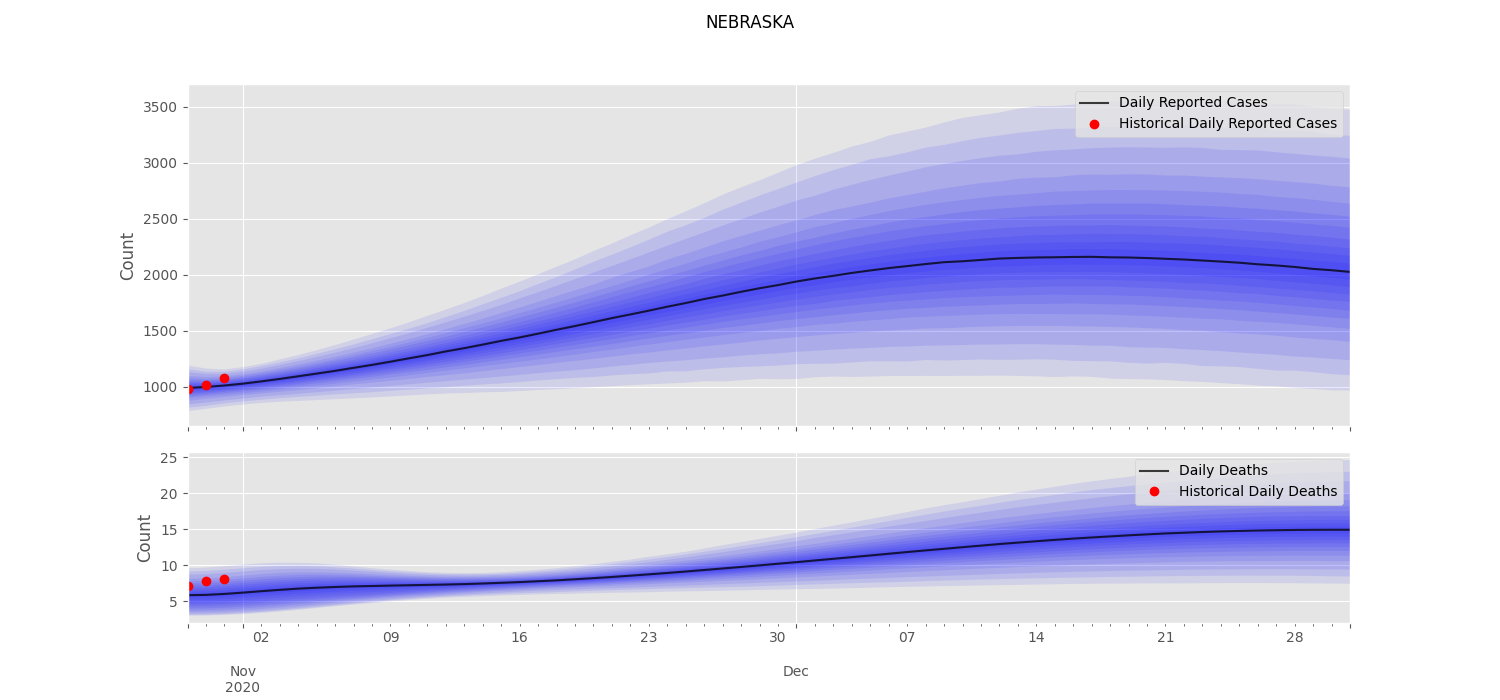 NEBRASKA
3500
3000
2500
2000
1500
1000
Count
Daily Reported Cases
Historical Daily Reported Cases
25
20
15
10
5
Count
Daily Deaths
Historical Daily Deaths
02 09 16 23 30 07 14 21 28
Nov Dec
2020